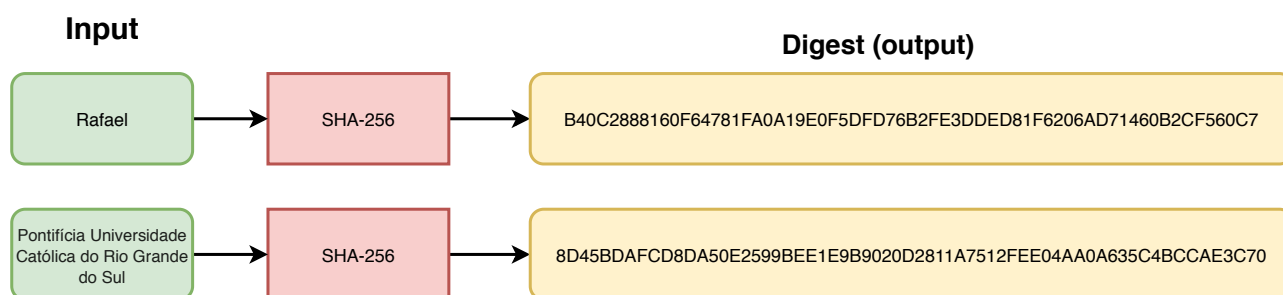 Input
Digest (output)
Rafael
SHA-256
B40C2888160F64781FA0A19E0F5DFD76B2FE3DDED81F6206AD71460B2CF560C7
Pontifícia Universidade
Católica do Rio Grande
do Sul
SHA-256
8D45BDAFCD8DA50E2599BEE1E9B9020D2811A7512FEE04AA0A635C4BCCAE3C70